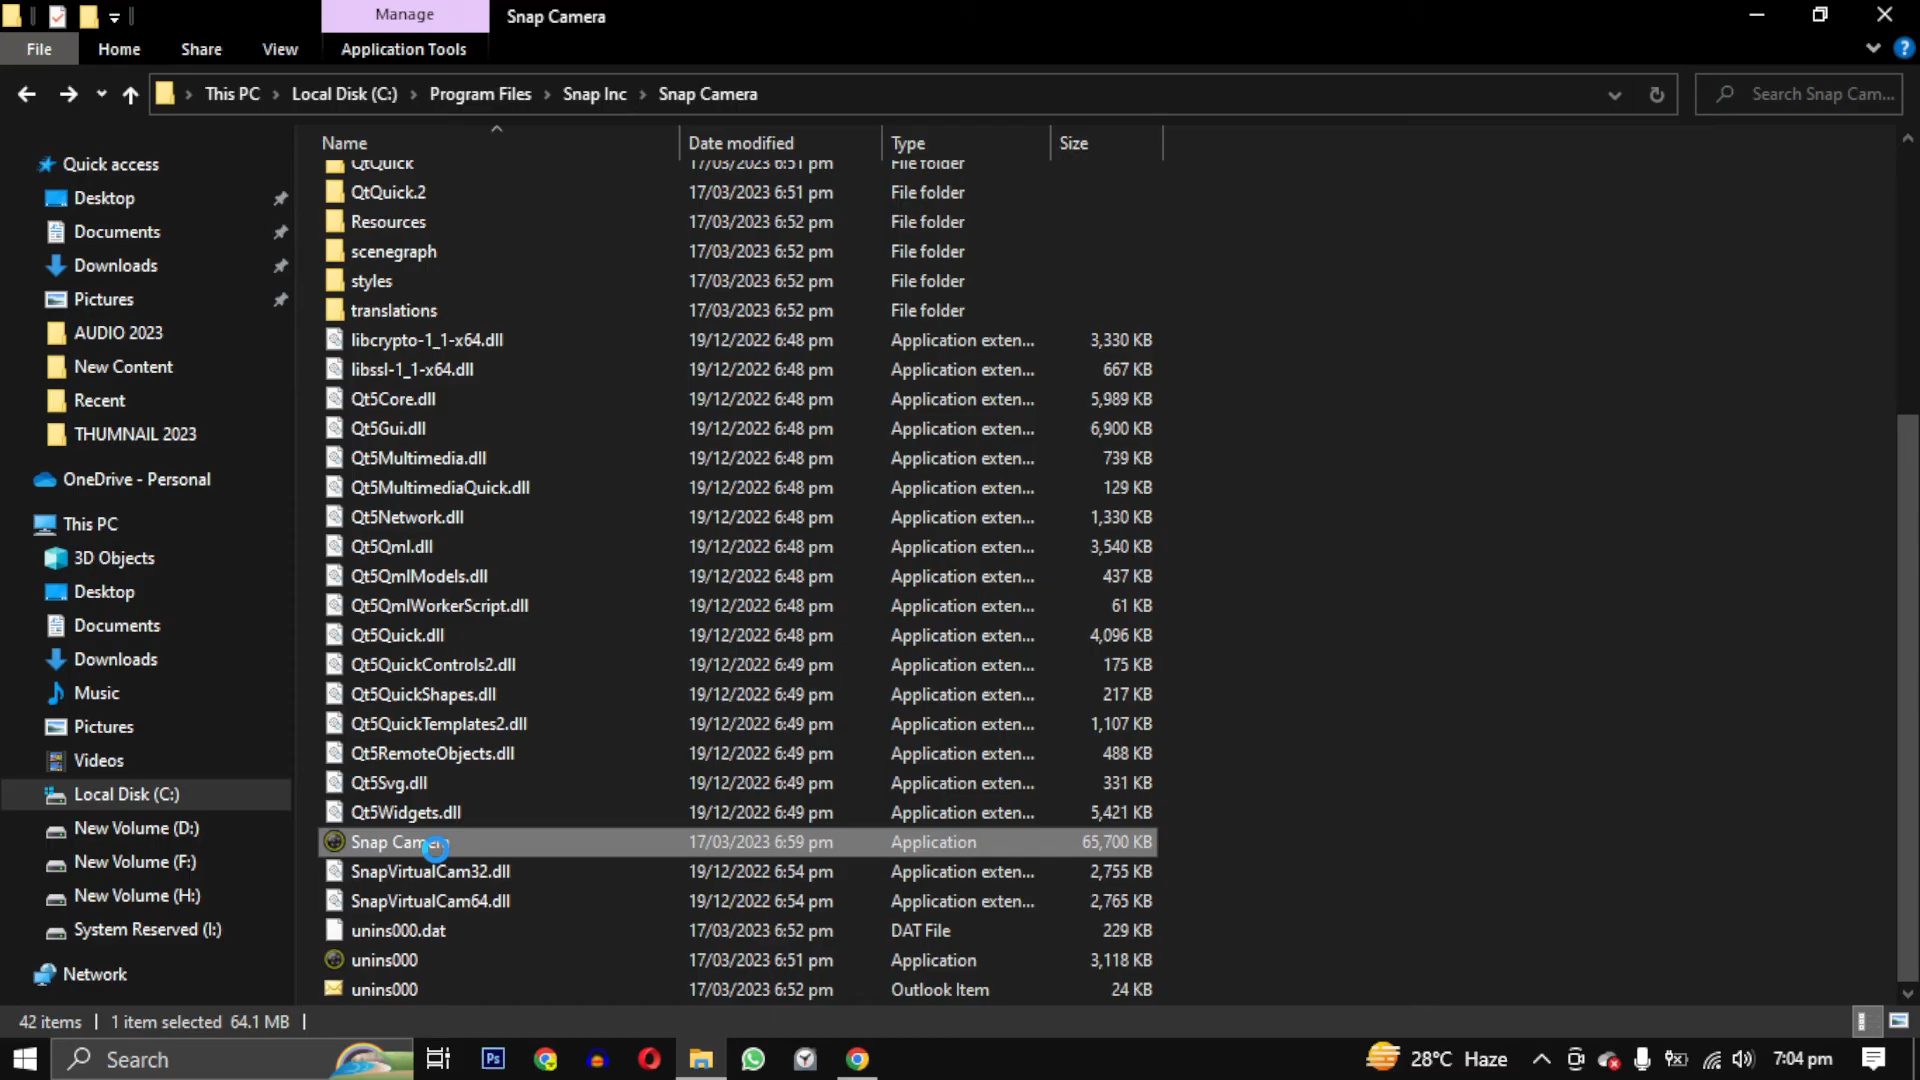 Manage
Snap Camera
File
Home
Share
View
Application Tools
This PC
Local Disk (C:)
Program Files
Snap Inc
Snap Camera
Search Snap Cam...
Quick access
Desktop
Documents
Downloads
Pictures
AUDIO 2023
New Content
Recent
THUMNAIL 2023
OneDrive - Personal
This PC
3D Objects
Desktop
Documents
Downloads
Music
Pictures
Videos
Local Disk (C:)
New Volume (D:)
New Volume (F:)
New Volume (H:)
System Reserved (I:)
Network
Name Date modified Type Size
QtQuick 17/03/2023 6:51 pm File folder
QtQuick.2 17/03/2023 6:51 pm File folder
Resources 17/03/2023 6:52 pm File folder
scenegraph 17/03/2023 6:52 pm File folder
styles 17/03/2023 6:52 pm File folder
translations 17/03/2023 6:52 pm File folder
libcrypto-1_1-x64.dll 19/12/2022 6:48 pm Application exten... 3,330 KB
libssl-1_1-x64.dll 19/12/2022 6:48 pm Application exten... 667 KB
Qt5Core.dll 19/12/2022 6:48 pm Application exten... 5,989 KB
Qt5Gui.dll 19/12/2022 6:48 pm Application exten... 6,900 KB
Qt5Multimedia.dll 19/12/2022 6:48 pm Application exten... 739 KB
Qt5MultimediaQuick.dll 19/12/2022 6:48 pm Application exten... 129 KB
Qt5Network.dll 19/12/2022 6:48 pm Application exten... 1,330 KB
Qt5Qml.dll 19/12/2022 6:48 pm Application exten... 3,540 KB
Qt5QmlModels.dll 19/12/2022 6:48 pm Application exten... 437 KB
Qt5QmlWorkerScript.dll 19/12/2022 6:48 pm Application exten... 61 KB
Qt5Quick.dll 19/12/2022 6:48 pm Application exten... 4,096 KB
Qt5QuickControls2.dll 19/12/2022 6:49 pm Application exten... 175 KB
Qt5QuickShapes.dll 19/12/2022 6:49 pm Application exten... 217 KB
Qt5QuickTemplates2.dll 19/12/2022 6:49 pm Application exten... 1,107 KB
Qt5RemoteObjects.dll 19/12/2022 6:49 pm Application exten... 488 KB
Qt5Svg.dll 19/12/2022 6:49 pm Application exten... 331 KB
Qt5Widgets.dll 19/12/2022 6:49 pm Application exten... 5,421 KB
Snap Camera 17/03/2023 6:59 pm Application 65,700 KB
SnapVirtualCam32.dll 19/12/2022 6:54 pm Application exten... 2,755 KB
SnapVirtualCam64.dll 19/12/2022 6:54 pm Application exten... 2,765 KB
unins000.dat 17/03/2023 6:52 pm DAT File 229 KB
unins000 17/03/2023 6:51 pm Application 3,118 KB
unins000 17/03/2023 6:52 pm Outlook Item 24 KB
42 items 1 item selected 64.1 MB
Search
Ps
28°C Haze
7:04 pm